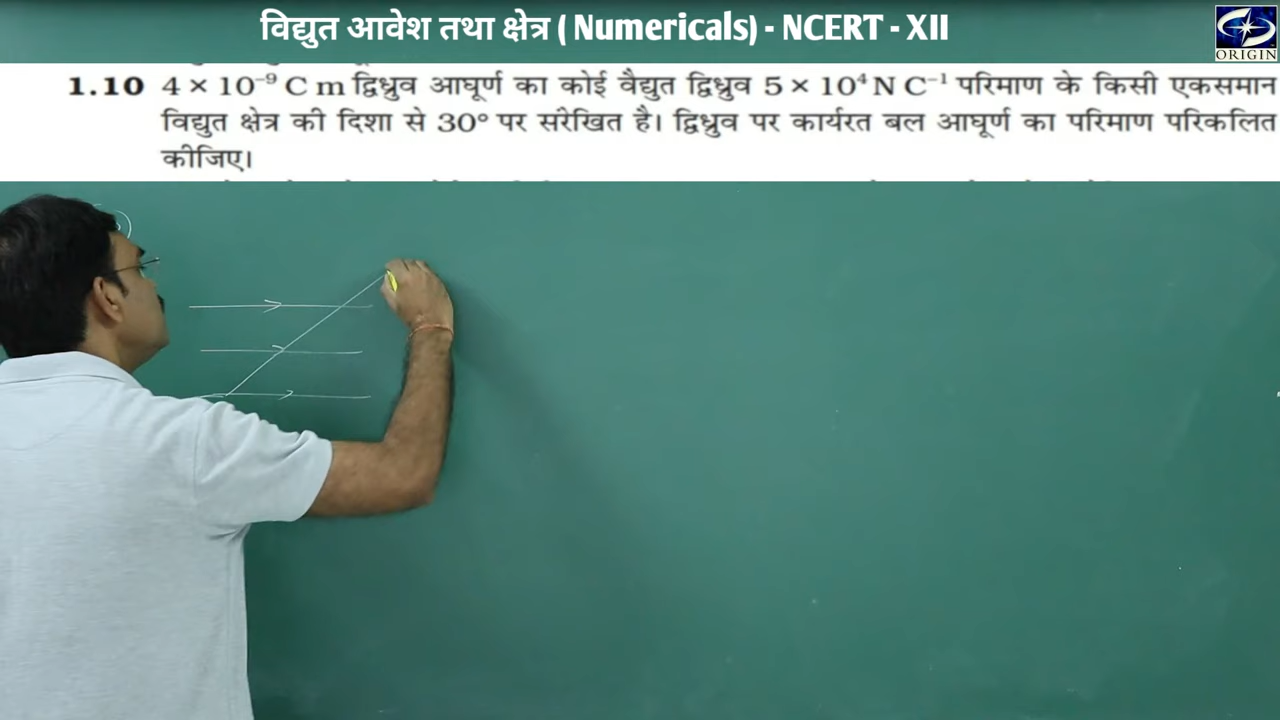 विद्युत आवेश तथा क्षेत्र ( Numericals) - NCERT - XII
ORIGIN
1.10 4 × 10⁻⁹ C m द्विध्रुव आघूर्ण का कोई वैद्युत द्विध्रुव 5 × 10⁴ N C⁻¹ परिमाण के किसी एकसमान
विद्युत क्षेत्र की दिशा से 30° पर संरेखित है। द्विध्रुव पर कार्यरत बल आघूर्ण का परिमाण परिकलित
कीजिए।